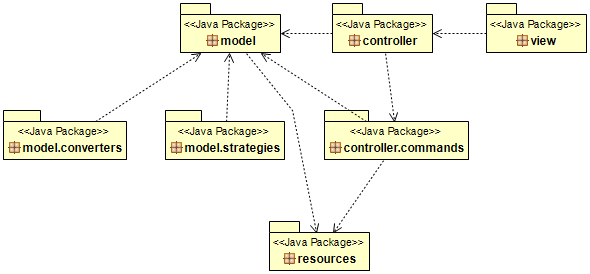 <<Java Package>>
model
<<Java Package>>
controller
<<Java Package>>
view
<<Java Package>>
model.converters
<<Java Package>>
model.strategies
<<Java Package>>
controller.commands
<<Java Package>>
resources